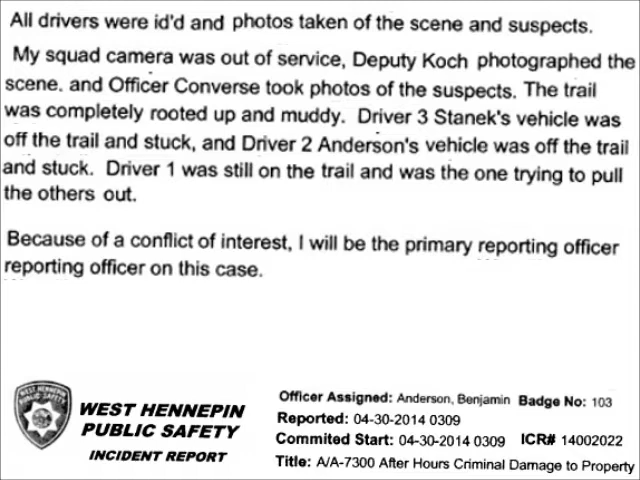 All drivers were id'd and photos taken of the scene and suspects.
My squad camera was out of service, Deputy Koch photographed the
scene. and Officer Converse took photos of the suspects. The trail
was completely rooted up and muddy. Driver 3 Stanek's vehicle was
off the trail and stuck, and Driver 2 Anderson's vehicle was off the trail
and stuck. Driver 1 was still on the trail and was the one trying to pull
the others out.
Because of a conflict of interest, I will be the primary reporting officer
reporting officer on this case.
WEST HENNEPIN
PUBLIC SAFETY
WEST HENNEPIN
PUBLIC SAFETY
INCIDENT REPORT
Officer Assigned: Anderson, Benjamin Badge No: 103
Reported: 04-30-2014 0309
Commited Start: 04-30-2014 0309 ICR# 14002022
Title: A/A-7300 After Hours Criminal Damage to Property